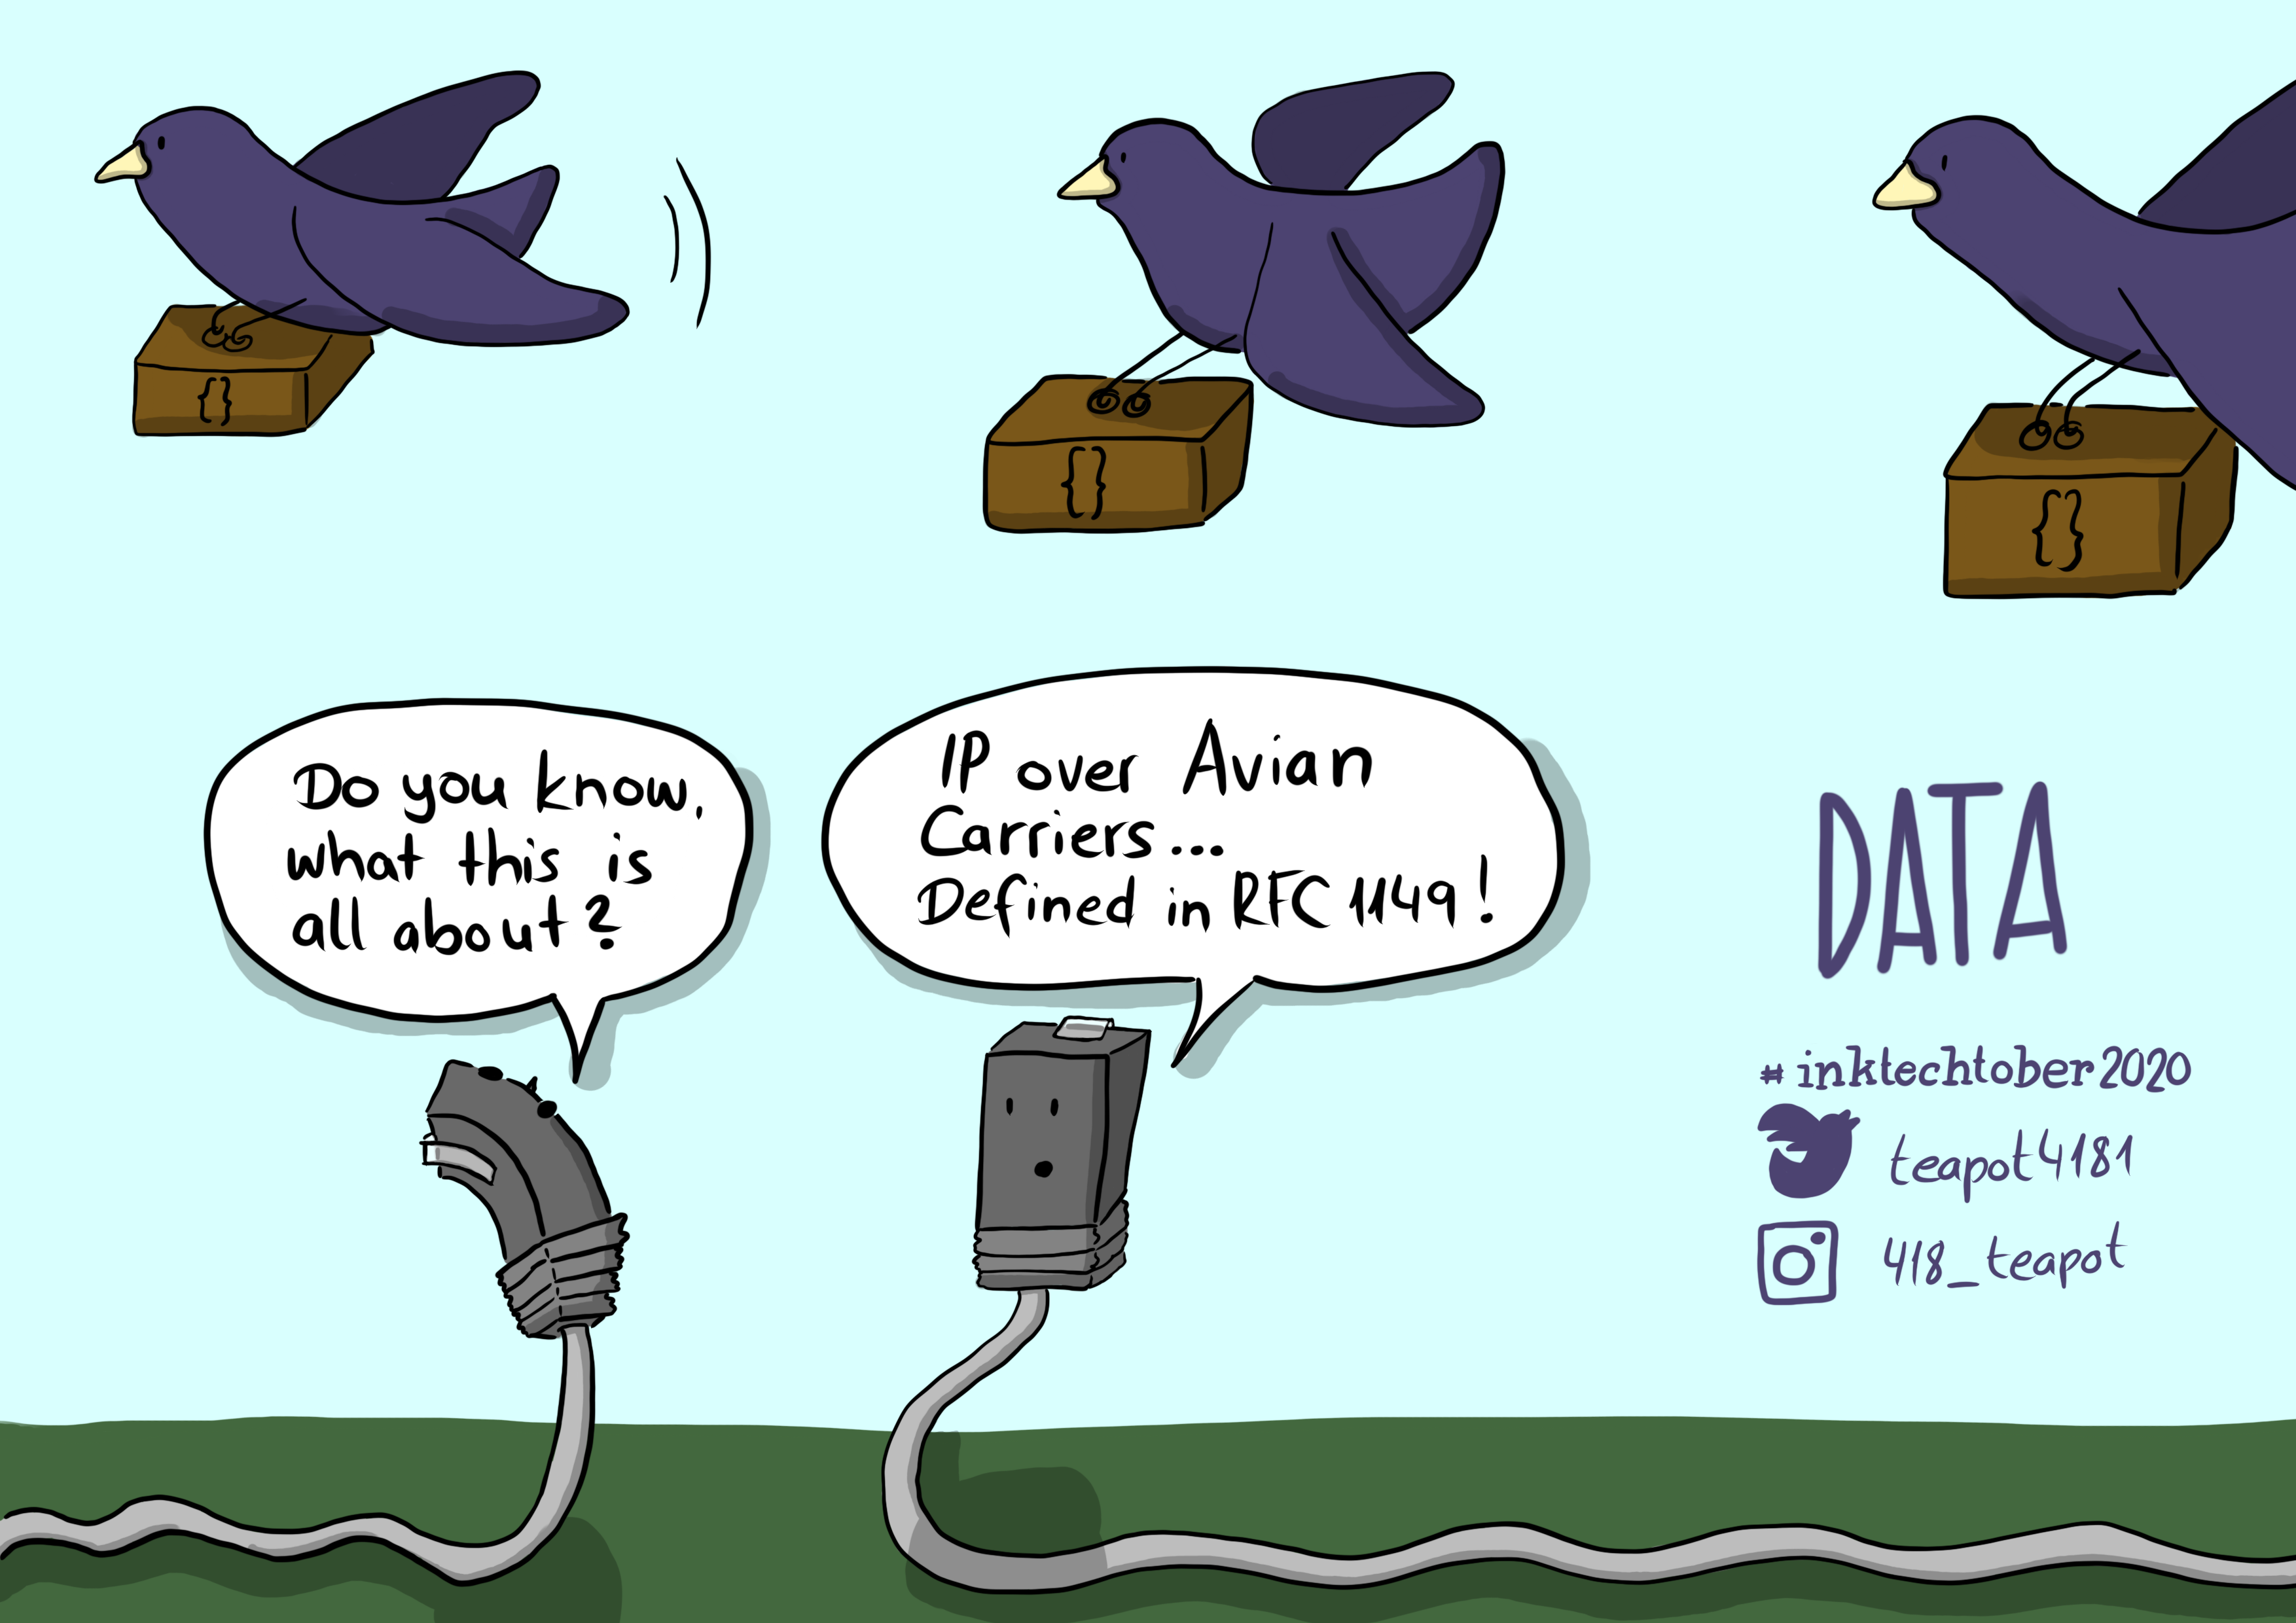 {}
{}
{}
Do you know,
what this is
all about?
IP over Avian
Carriers...
Defined in RFC 1149!
DATA
#inktechtober2020
teapot4181
418_teapot